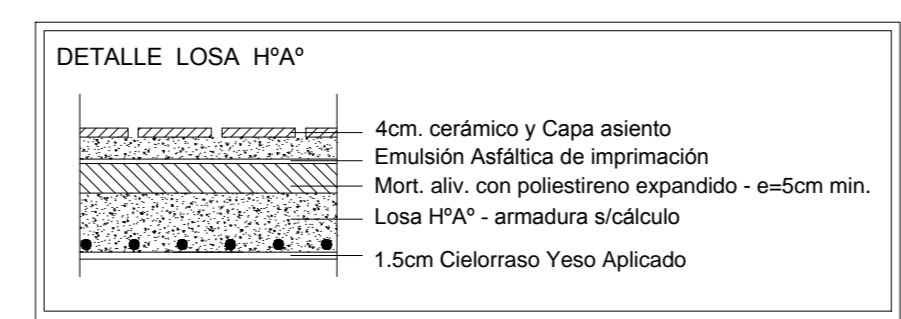 DETALLE LOSA HºAº
4cm. cerámico y Capa asiento
Emulsión Asfáltica de imprimación
Mort. aliv. con poliestireno expandido - e=5cm min.
Losa HºAº - armadura s/cálculo
1.5cm Cielorraso Yeso Aplicado